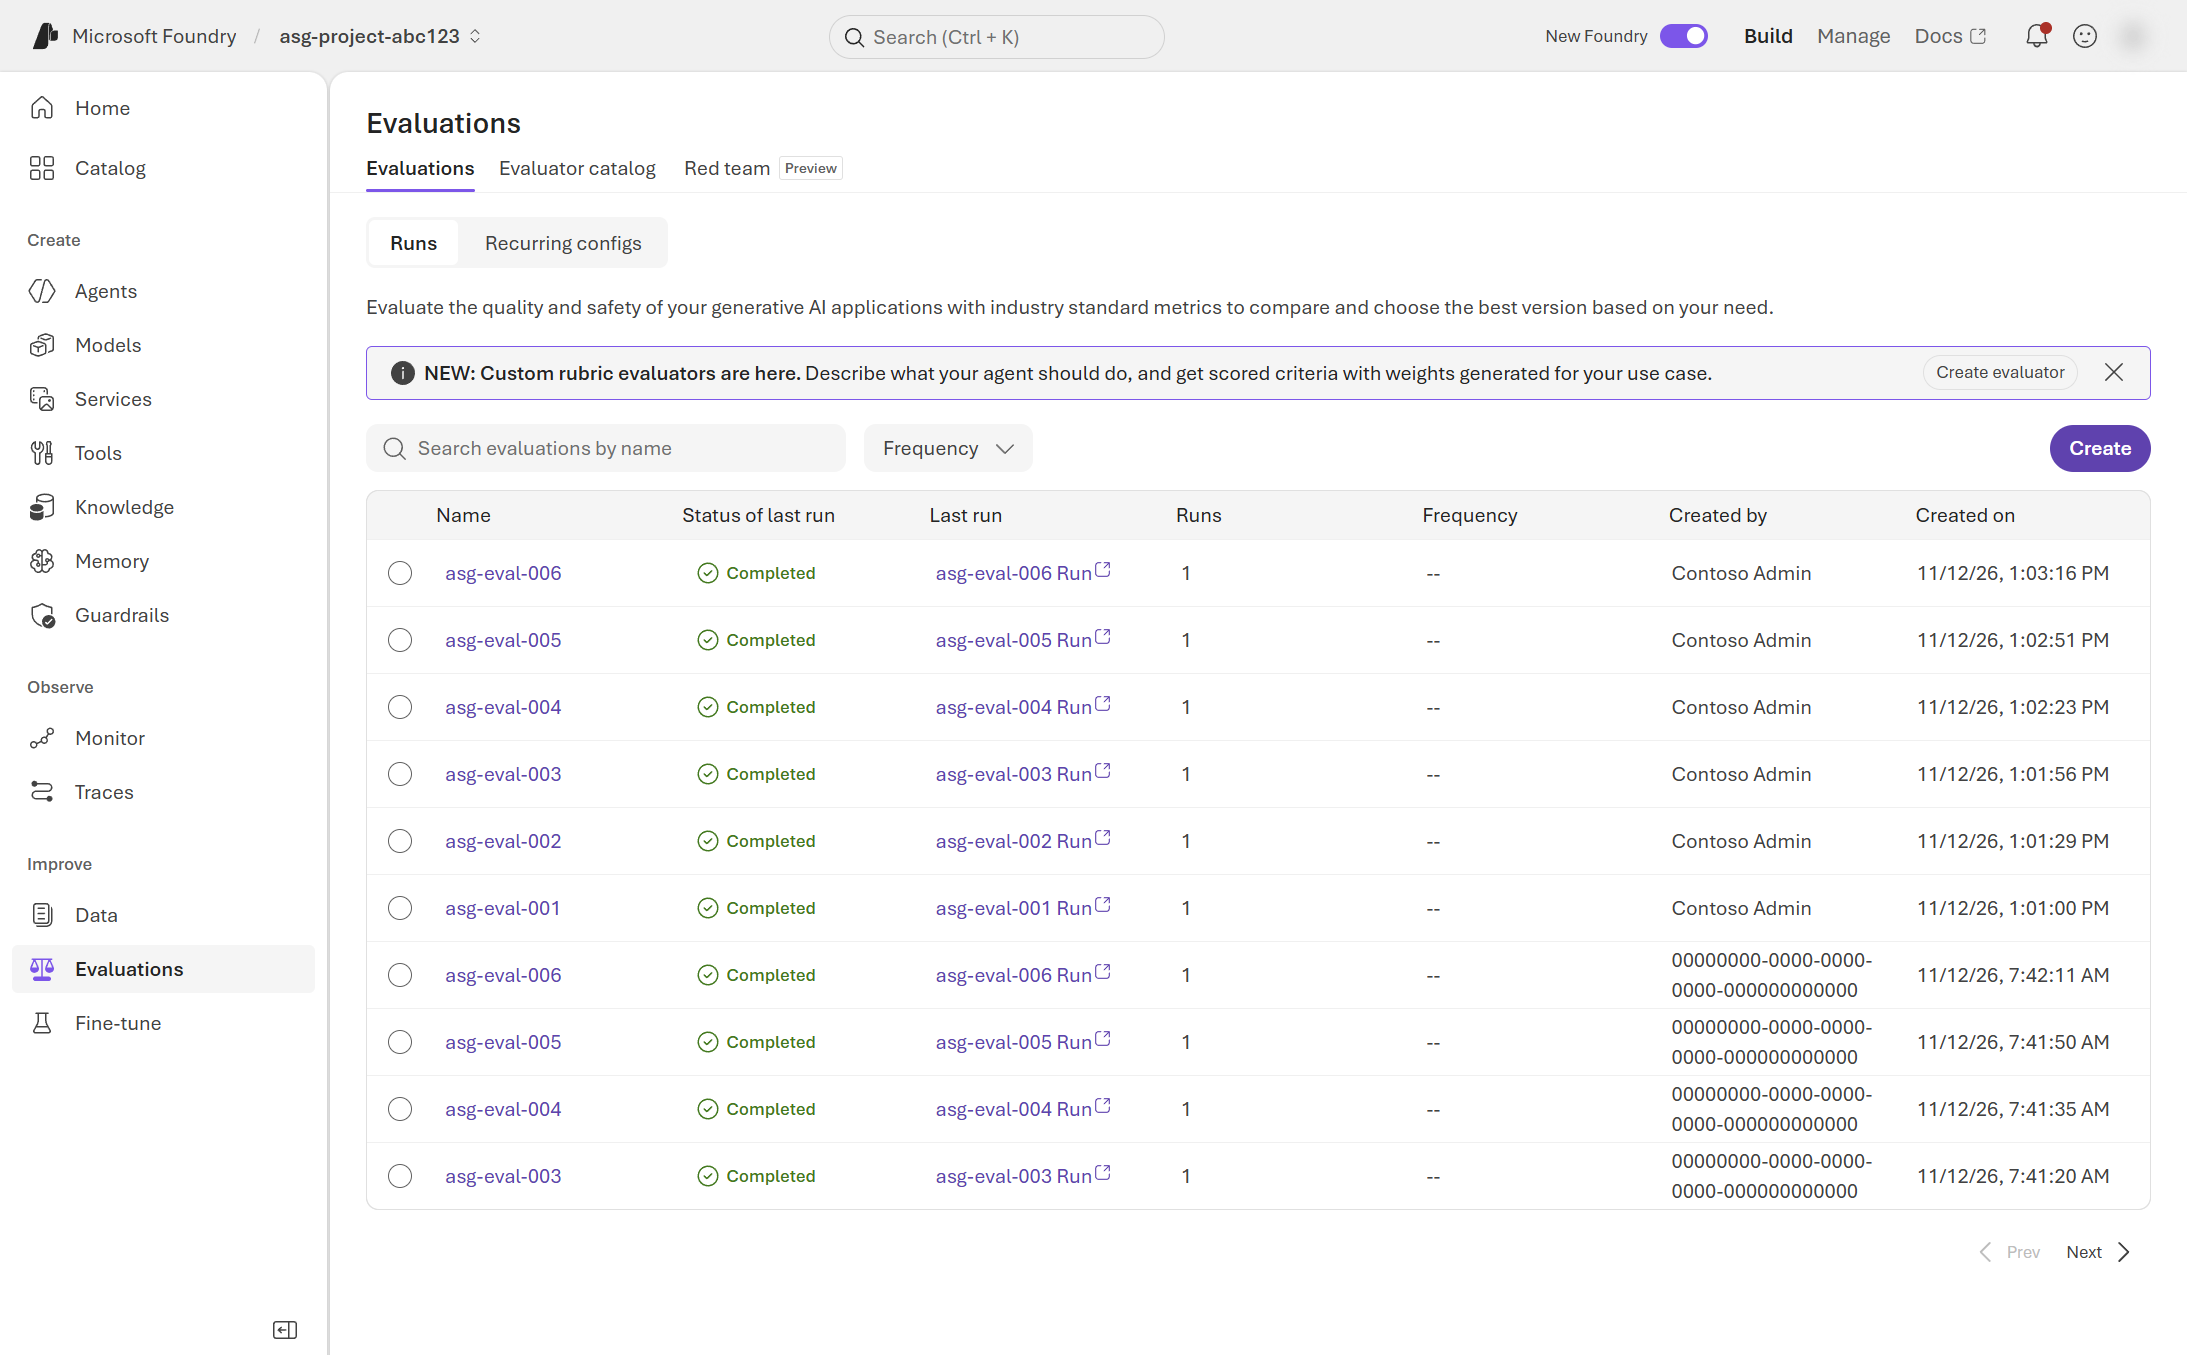 Microsoft Foundry / asg-project-abc123
Search (Ctrl + K)
New Foundry
Build
Manage
Docs
Home
Catalog
Create
Agents
Models
Services
Tools
Knowledge
Memory
Guardrails
Observe
Monitor
Traces
Improve
Data
Evaluations
Fine-tune
Evaluations
Evaluations Evaluator catalog Red team Preview
Runs Recurring configs
Evaluate the quality and safety of your generative AI applications with industry standard metrics to compare and choose the best version based on your need.
NEW: Custom rubric evaluators are here. Describe what your agent should do, and get scored criteria with weights generated for your use case. Create evaluator
Search evaluations by name Frequency Create
Name Status of last run Last run Runs Frequency Created by Created on
asg-eval-006 Completed asg-eval-006 Run 1 -- Contoso Admin 11/12/26, 1:03:16 PM
asg-eval-005 Completed asg-eval-005 Run 1 -- Contoso Admin 11/12/26, 1:02:51 PM
asg-eval-004 Completed asg-eval-004 Run 1 -- Contoso Admin 11/12/26, 1:02:23 PM
asg-eval-003 Completed asg-eval-003 Run 1 -- Contoso Admin 11/12/26, 1:01:56 PM
asg-eval-002 Completed asg-eval-002 Run 1 -- Contoso Admin 11/12/26, 1:01:29 PM
asg-eval-001 Completed asg-eval-001 Run 1 -- Contoso Admin 11/12/26, 1:01:00 PM
asg-eval-006 Completed asg-eval-006 Run 1 -- 00000000-0000-0000-
0000-000000000000 11/12/26, 7:42:11 AM
asg-eval-005 Completed asg-eval-005 Run 1 -- 00000000-0000-0000-
0000-000000000000 11/12/26, 7:41:50 AM
asg-eval-004 Completed asg-eval-004 Run 1 -- 00000000-0000-0000-
0000-000000000000 11/12/26, 7:41:35 AM
asg-eval-003 Completed asg-eval-003 Run 1 -- 00000000-0000-0000-
0000-000000000000 11/12/26, 7:41:20 AM
Prev Next